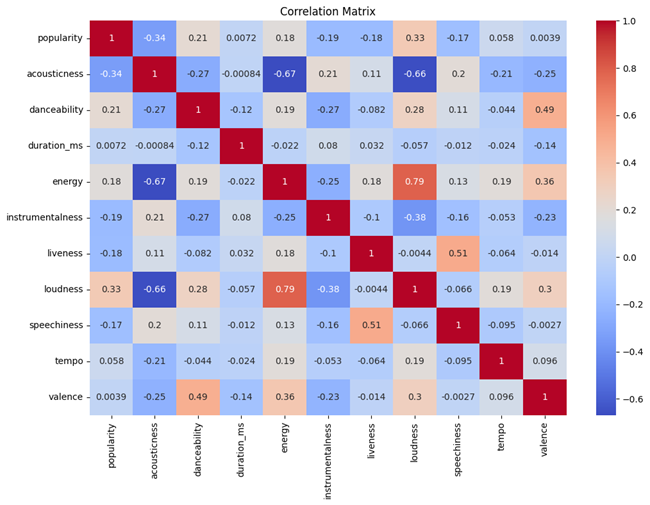 Correlation Matrix
popularity 1 -0.34 0.21 0.0072 0.18 -0.19 -0.18 0.33 -0.17 0.058 0.0039
acousticness -0.34 1 -0.27 -0.00084 -0.67 0.21 0.11 -0.66 0.2 -0.21 -0.25
danceability 0.21 -0.27 1 -0.12 0.19 -0.27 -0.082 0.28 0.11 -0.044 0.49
duration_ms 0.0072 -0.00084 -0.12 1 -0.022 0.08 0.032 -0.057 -0.012 -0.024 -0.14
energy 0.18 -0.67 0.19 -0.022 1 -0.25 0.18 0.79 0.13 0.19 0.36
instrumentalness -0.19 0.21 -0.27 0.08 -0.25 1 -0.1 -0.38 -0.16 -0.053 -0.23
liveness -0.18 0.11 -0.082 0.032 0.18 -0.1 1 -0.0044 0.51 -0.064 -0.014
loudness 0.33 -0.66 0.28 -0.057 0.79 -0.38 -0.0044 1 -0.066 0.19 0.3
speechiness -0.17 0.2 0.11 -0.012 0.13 -0.16 0.51 -0.066 1 -0.095 -0.0027
tempo 0.058 -0.21 -0.044 -0.024 0.19 -0.053 -0.064 0.19 -0.095 1 0.096
valence 0.0039 -0.25 0.49 -0.14 0.36 -0.23 -0.014 0.3 -0.0027 0.096 1
popularity acousticness danceability duration_ms energy instrumentalness liveness loudness speechiness tempo valence
1.0
0.8
0.6
0.4
0.2
0.0
−0.2
−0.4
−0.6